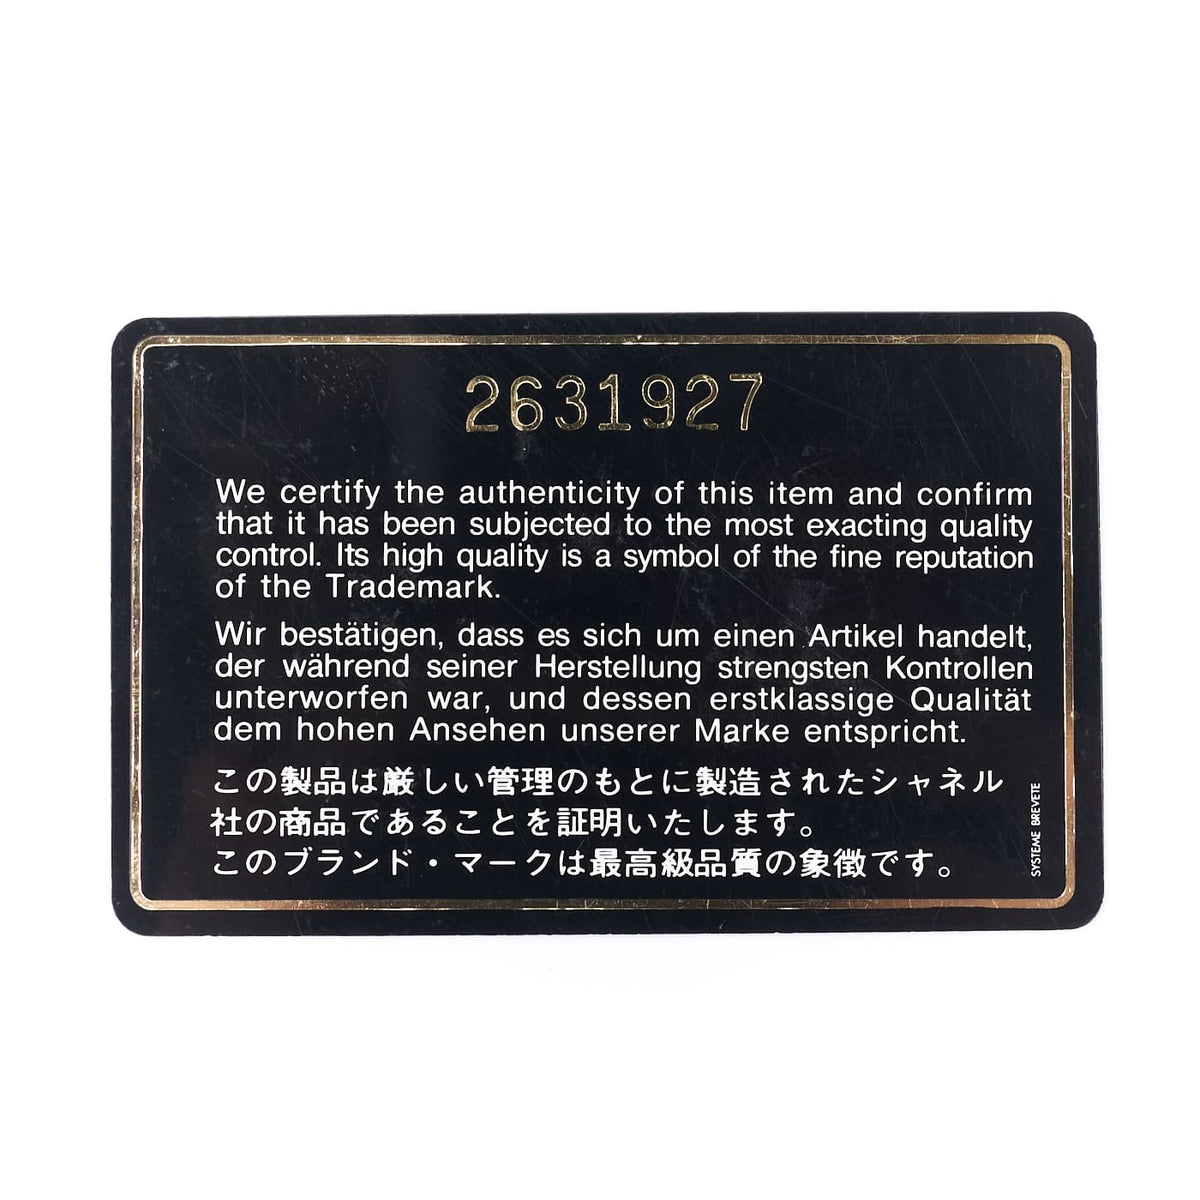 2631927
We certify the authenticity of this item and confirm
that it has been subjected to the most exacting quality
control. Its high quality is a symbol of the fine reputation
of the Trademark.
Wir bestätigen, dass es sich um einen Artikel handelt,
der während seiner Herstellung strengsten Kontrollen
unterworfen war, und dessen erstklassige Qualität
dem hohen Ansehen unserer Marke entspricht.
この製品は厳しい管理のもとに製造されたシャネル
社の商品であることを証明いたします。
このブランド・マークは最高級品質の象徴です。
SYSTEME BREVETE